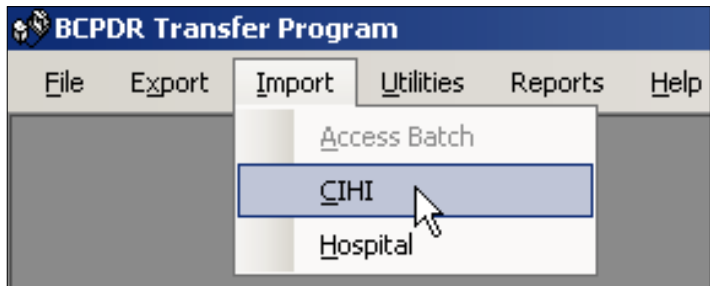 BCPDR Transfer Program
File Export Import Utilities Reports Help
Access Batch
CIHI
Hospital